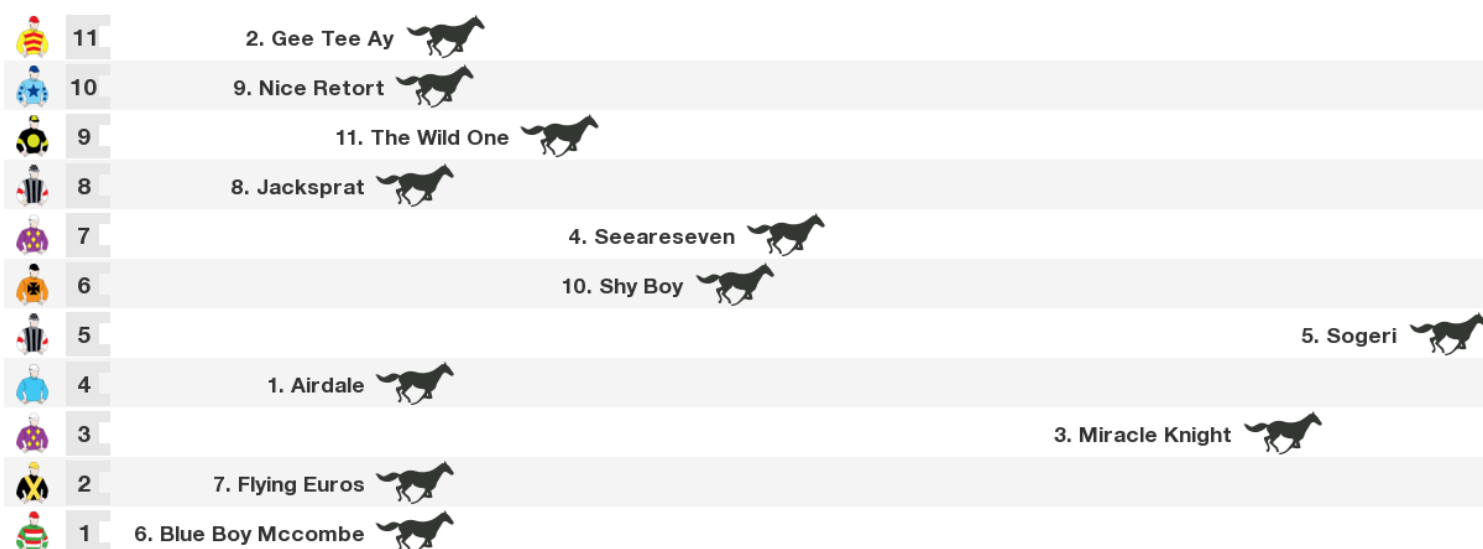 11 2. Gee Tee Ay
10 9. Nice Retort
9 11. The Wild One
8 8. Jacksprat
7 4. Seeareseven
6 10. Shy Boy
5 5. Sogeri
4 1. Airdale
3 3. Miracle Knight
2 7. Flying Euros
1 6. Blue Boy Mccombe